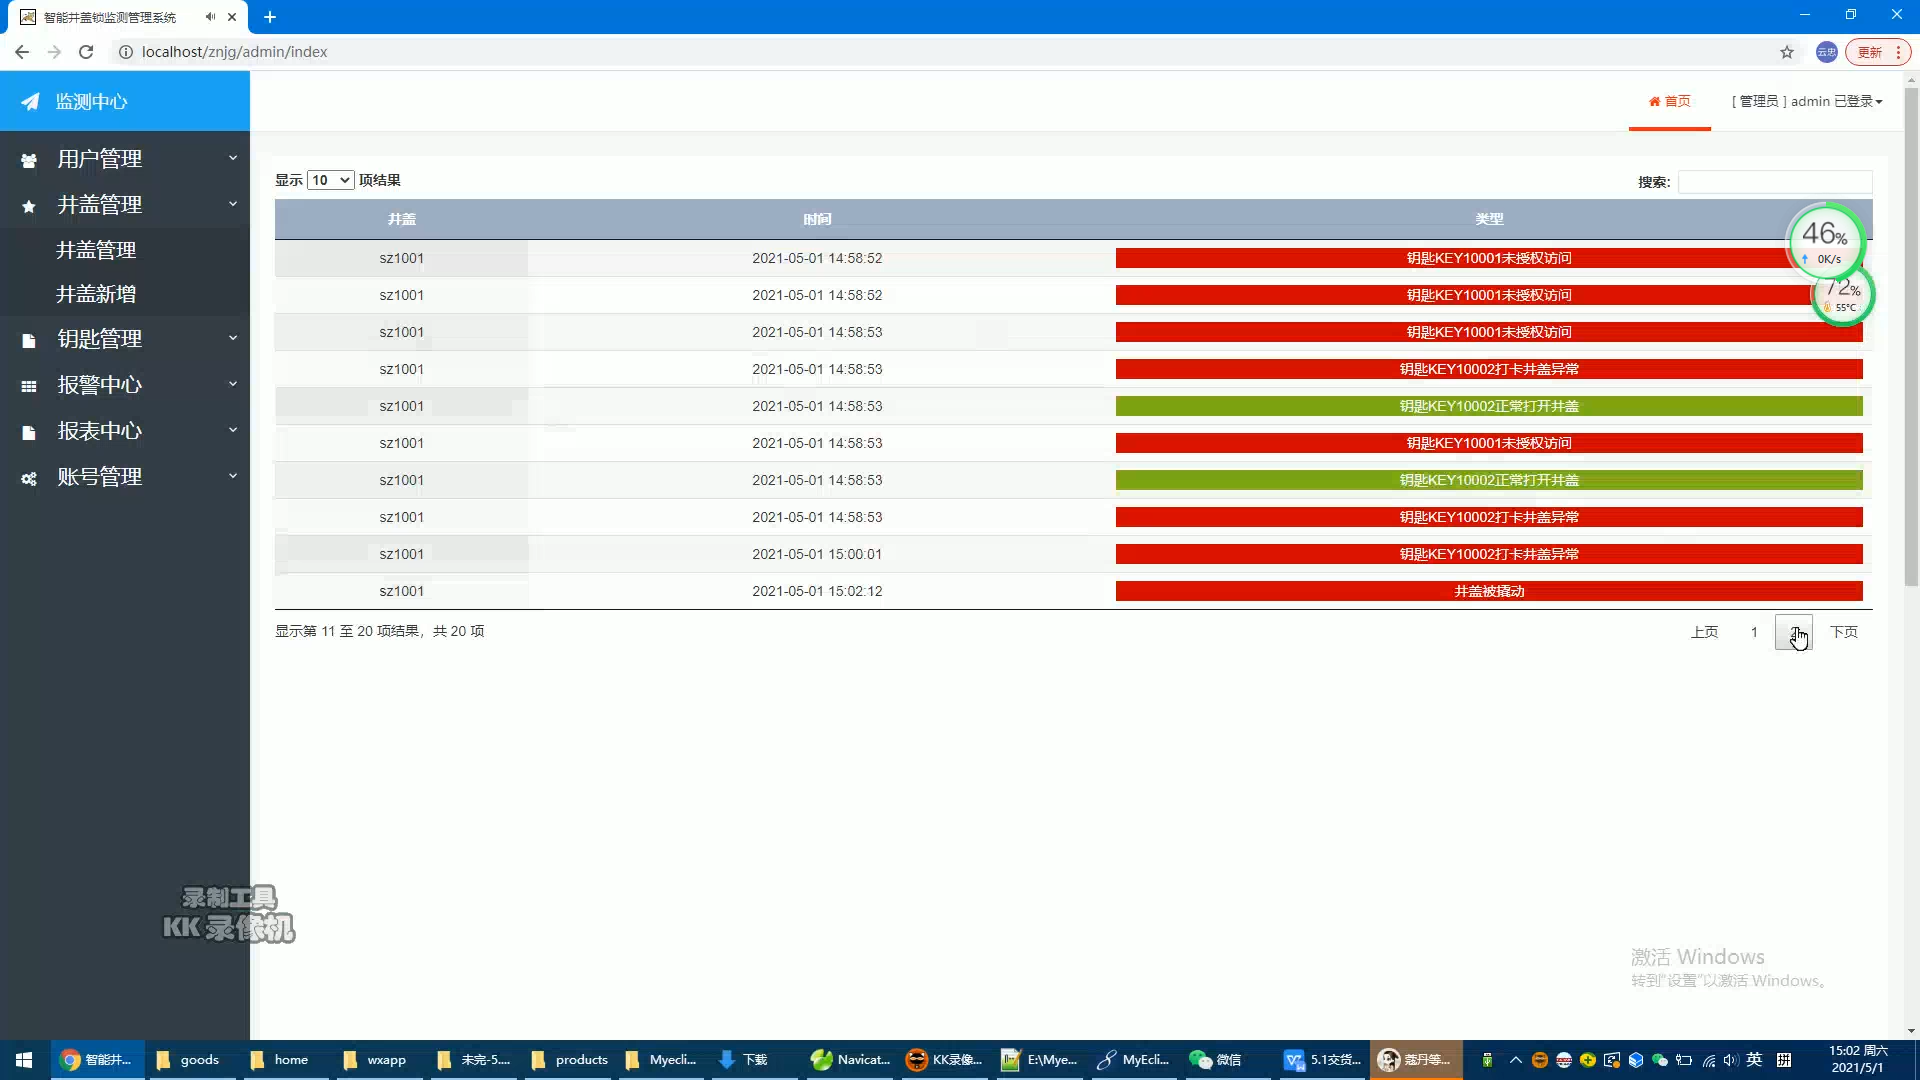 智能井盖锁监测管理系统
localhost/znjg/admin/index
云忠
更新
监测中心
首页
[ 管理员 ] admin 已登录
用户管理
井盖管理
井盖管理
井盖新增
钥匙管理
报警中心
报表中心
账号管理
显示 10 项结果
搜索:
井盖 时间 类型
sz1001 2021-05-01 14:58:52 钥匙KEY10001未授权访问
sz1001 2021-05-01 14:58:52 钥匙KEY10001未授权访问
sz1001 2021-05-01 14:58:53 钥匙KEY10001未授权访问
sz1001 2021-05-01 14:58:53 钥匙KEY10002打卡井盖异常
sz1001 2021-05-01 14:58:53 钥匙KEY10002正常打开井盖
sz1001 2021-05-01 14:58:53 钥匙KEY10001未授权访问
sz1001 2021-05-01 14:58:53 钥匙KEY10002正常打开井盖
sz1001 2021-05-01 14:58:53 钥匙KEY10002打卡井盖异常
sz1001 2021-05-01 15:00:01 钥匙KEY10002打卡井盖异常
sz1001 2021-05-01 15:02:12 井盖被撬动
46%
0K/s
72%
55°C
显示第 11 至 20 项结果，共 20 项
上页 1 下页
录制工具
KK 录像机
激活 Windows
转到"设置"以激活 Windows。
智能井... goods home wxapp 未完-5.... products Myecli... 下载 Navicat... KK录像... E:\Mye... MyEcli... 微信 5.1交货... 蔻丹等... 英
15:02 周六
2021/5/1